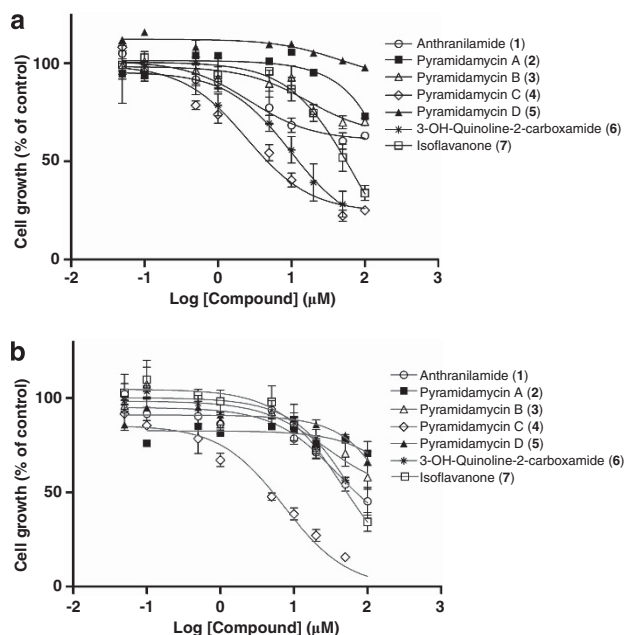 a
Cell growth (% of control)
100
50
0
-2
-1
0
1
2
3
Log [Compound] (μM)
Anthranilamide (1)
Pyramidamycin A (2)
Pyramidamycin B (3)
Pyramidamycin C (4)
Pyramidamycin D (5)
3-OH-Quinoline-2-carboxamide (6)
Isoflavanone (7)
b
Cell growth (% of control)
100
50
0
-2
-1
0
1
2
3
Log [Compound] (μM)
Anthranilamide (1)
Pyramidamycin A (2)
Pyramidamycin B (3)
Pyramidamycin C (4)
Pyramidamycin D (5)
3-OH-Quinoline-2-carboxamide (6)
Isoflavanone (7)